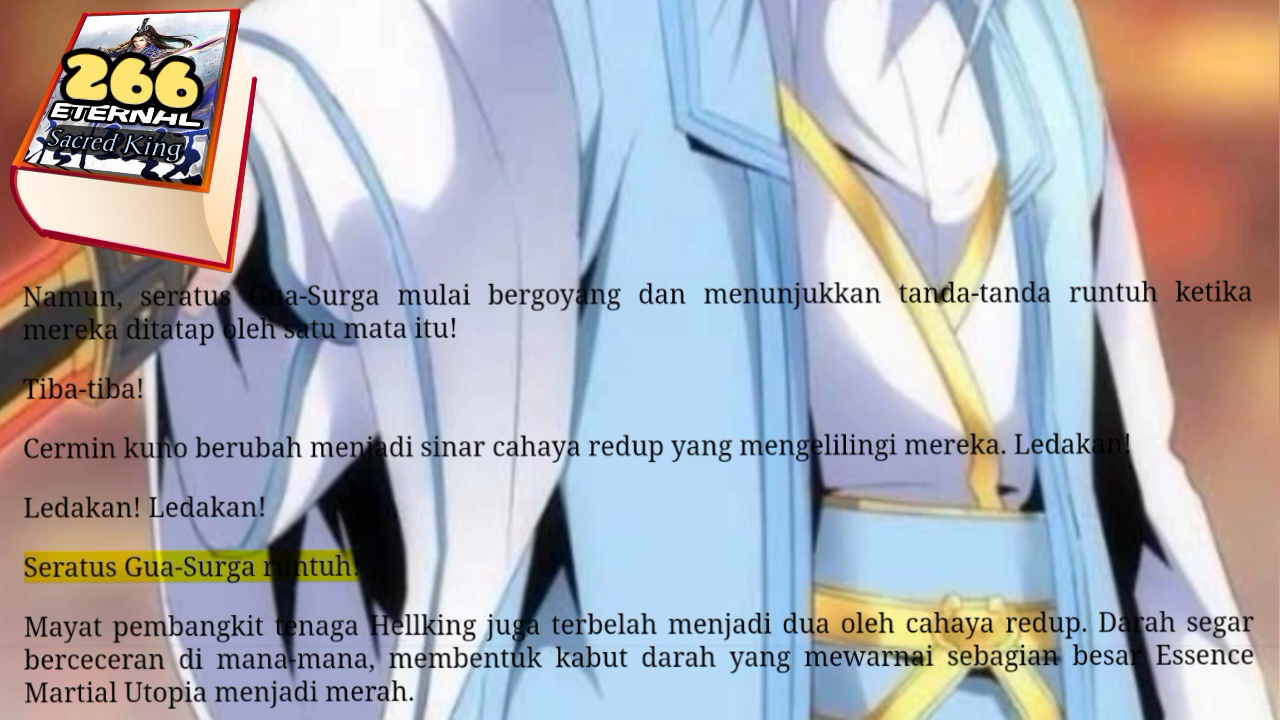 266
ETERNAL
Sacred King
Namun, seratus Gua-Surga mulai bergoyang dan menunjukkan tanda-tanda runtuh ketika
mereka ditatap oleh satu mata itu!
Tiba-tiba!
Cermin kuno berubah menjadi sinar cahaya redup yang mengelilingi mereka. Ledakan!
Ledakan! Ledakan!
Seratus Gua-Surga runtuh!
Mayat pembangkit tenaga Hellking juga terbelah menjadi dua oleh cahaya redup. Darah segar
berceceran di mana-mana, membentuk kabut darah yang mewarnai sebagian besar Essence
Martial Utopia menjadi merah.